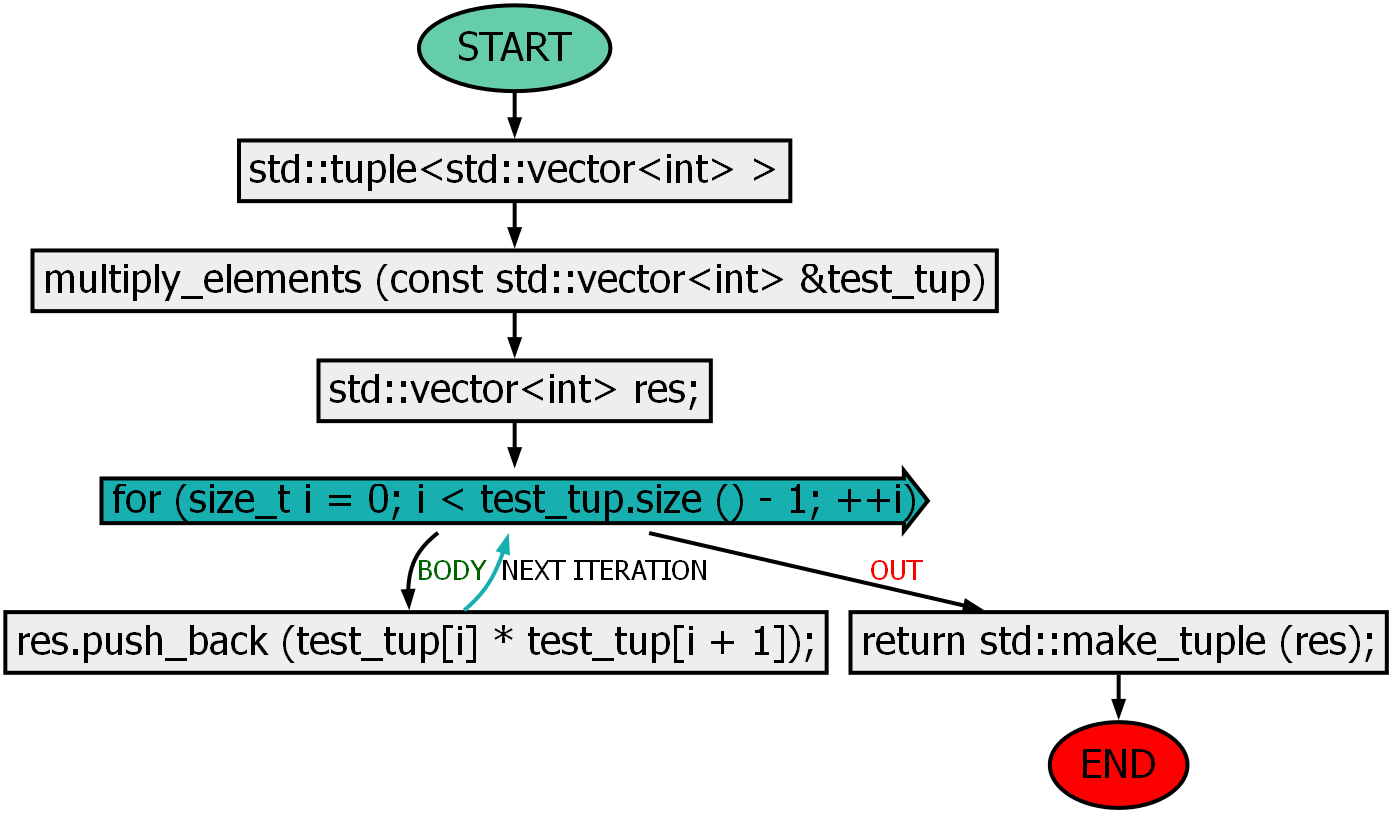 START
std::tuple<std::vector<int> >
multiply_elements (const std::vector<int> &test_tup)
std::vector<int> res;
for (size_t i = 0; i < test_tup.size () - 1; ++i)
BODY
NEXT ITERATION
OUT
res.push_back (test_tup[i] * test_tup[i + 1]);
return std::make_tuple (res);
END